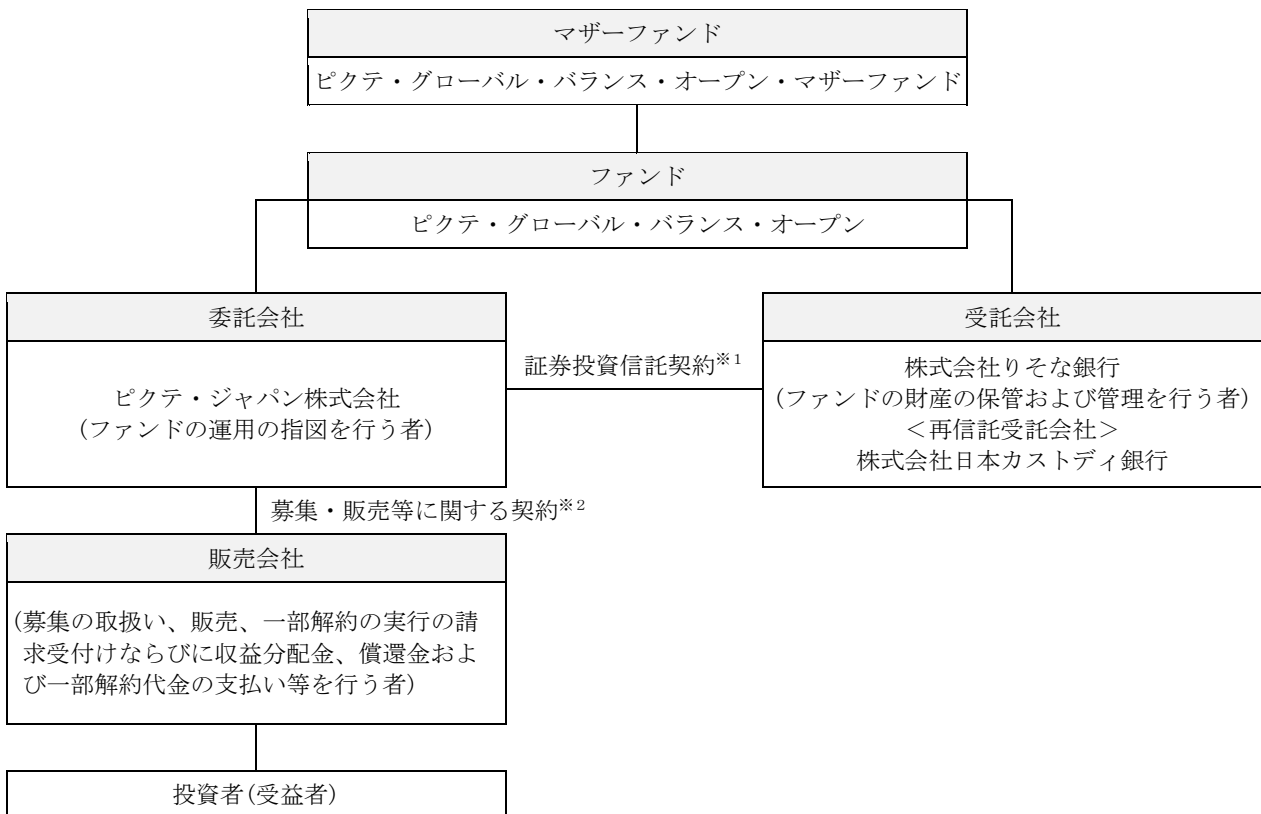 マザーファンド
ピクテ・グローバル・バランス・オープン・マザーファンド
ファンド
ピクテ・グローバル・バランス・オープン
委託会社
ピクテ・ジャパン株式会社
(ファンドの運用の指図を行う者)
証券投資信託契約※1
受託会社
株式会社りそな銀行
(ファンドの財産の保管および管理を行う者)
＜再信託受託会社＞
株式会社日本カストディ銀行
募集・販売等に関する契約※2
販売会社
(募集の取扱い、販売、一部解約の実行の請
求受付けならびに収益分配金、償還金およ
び一部解約代金の支払い等を行う者)
投資者(受益者)